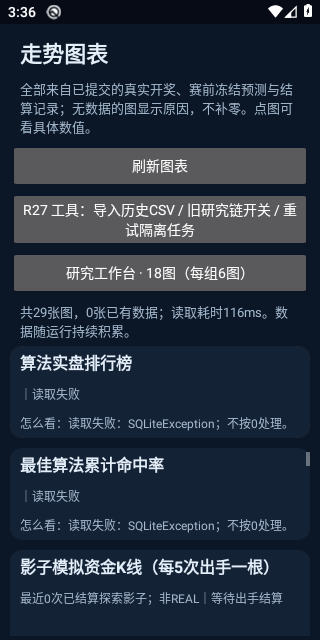 3:36
走势图表
全部来自已提交的真实开奖、赛前冻结预测与结
算记录；无数据的图显示原因，不补零。点图可
看具体数值。
刷新图表
R27 工具：导入历史CSV / 旧研究链开关 / 重
试隔离任务
研究工作台 · 18图（每组6图）
共29张图，0张已有数据；读取耗时116ms。数
据随运行持续积累。
算法实盘排行榜
｜读取失败
怎么看：读取失败：SQLiteException；不按0处理。
最佳算法累计命中率
｜读取失败
怎么看：读取失败：SQLiteException；不按0处理。
影子模拟资金K线（每5次出手一根）
最近0次已结算探索影子；非REAL｜等待出手结算